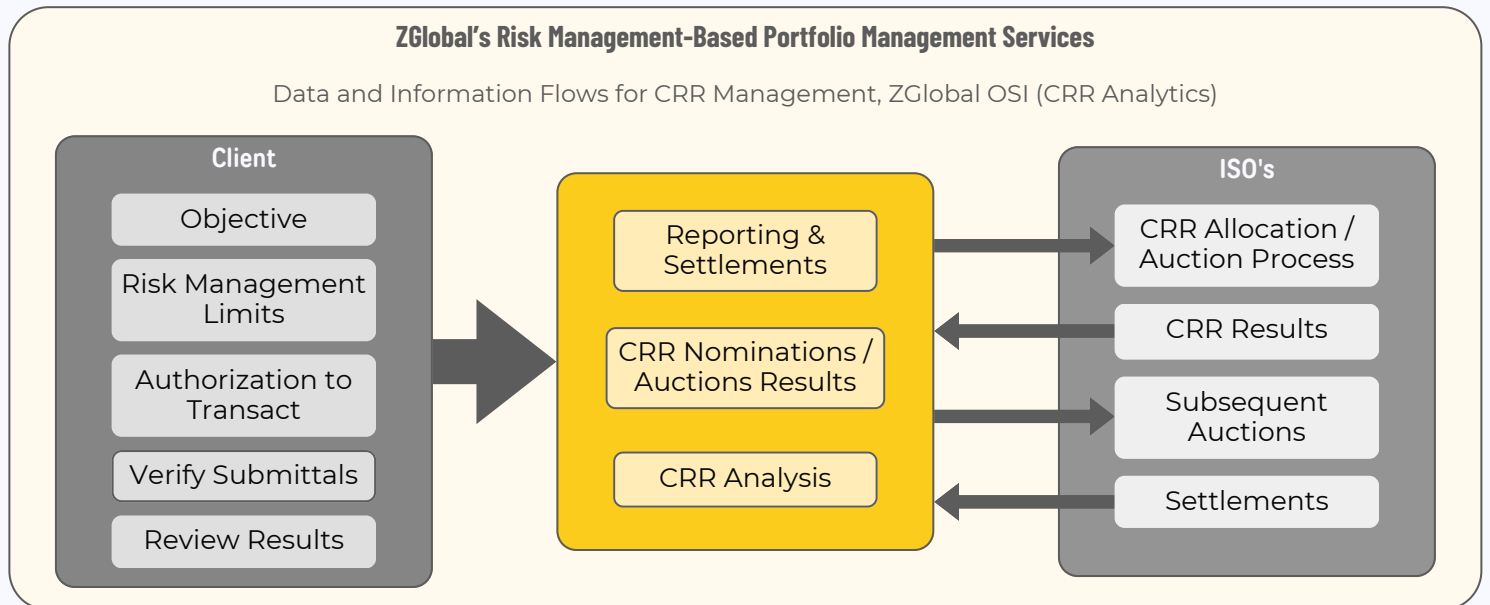 ZGlobal’s Risk Management-Based Portfolio Management Services
Data and Information Flows for CRR Management, ZGlobal OSI (CRR Analytics)
Client
Objective
Risk Management
Limits
Authorization to
Transact
Verify Submittals
Review Results
Reporting &
Settlements
CRR Nominations /
Auctions Results
CRR Analysis
ISO's
CRR Allocation /
Auction Process
CRR Results
Subsequent
Auctions
Settlements